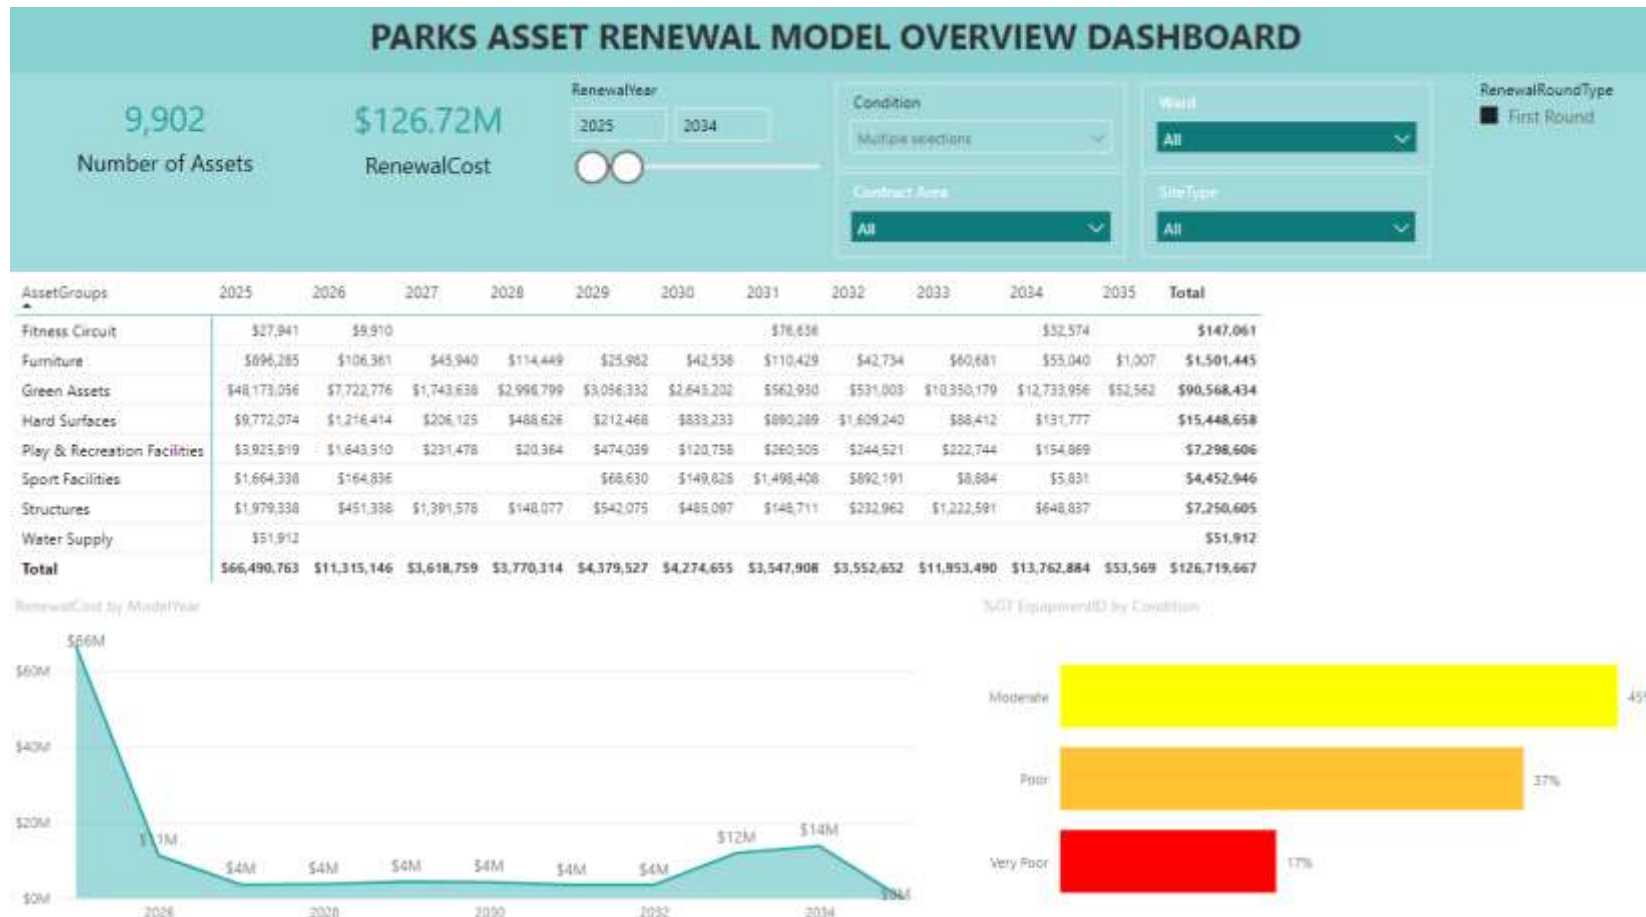 PARKS ASSET RENEWAL MODEL OVERVIEW DASHBOARD
9,902
Number of Assets
$126.72M
RenewalCost
RenewalYear
2025 2034
Condition
Multiple selections
Ward
All
Contract Area
All
SiteType
All
RenewalRoundType
First Round
AssetGroups 2025 2026 2027 2028 2029 2030 2031 2032 2033 2034 2035 Total
Fitness Circuit $27,941 $9,910 $76,636 $32,574 $147,061
Furniture $896,285 $106,361 $45,940 $114,449 $25,982 $42,536 $110,429 $42,734 $60,681 $55,040 $1,007 $1,501,445
Green Assets $48,173,056 $7,722,776 $1,743,638 $2,998,799 $3,056,332 $2,643,202 $562,930 $531,003 $10,350,179 $12,733,956 $52,562 $90,568,434
Hard Surfaces $9,772,074 $1,216,414 $206,125 $488,626 $212,468 $833,233 $890,289 $1,609,240 $88,412 $131,777 $15,448,658
Play & Recreation Facilities $3,925,819 $1,643,510 $231,478 $20,364 $474,039 $120,758 $260,505 $244,521 $222,744 $154,869 $7,298,606
Sport Facilities $1,664,338 $164,836 $68,630 $149,828 $1,498,408 $892,191 $8,884 $5,831 $4,452,946
Structures $1,979,338 $451,338 $1,391,578 $148,077 $542,075 $485,097 $148,711 $232,962 $1,222,591 $648,837 $7,250,605
Water Supply $51,912 $51,912
Total $66,490,763 $11,315,146 $3,618,759 $3,770,314 $4,379,527 $4,274,655 $3,547,908 $3,552,652 $11,953,490 $13,762,884 $53,569 $126,719,667
RenewalCost by ModelYear
$66M
$60M
$40M
$20M
$0M
$11M
$4M
$4M
$4M
$4M
$4M
$4M
$12M
$14M
$0M
2026 2028 2030 2032 2034
%GT EquipmentID by Condition
Moderate 45%
Poor 37%
Very Poor 17%